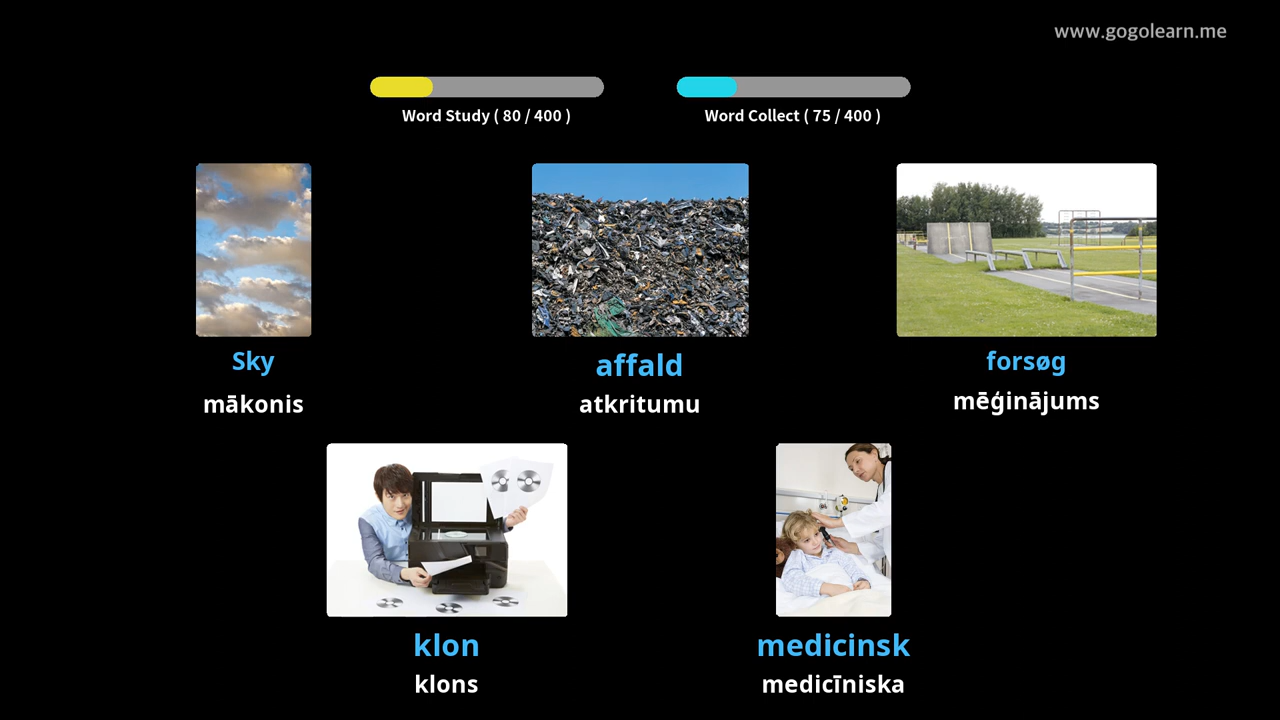 www.gogolearn.me
Word Study ( 80 / 400 )
Word Collect ( 75 / 400 )
Sky
mākonis
affald
atkritumu
forsøg
mēģinājums
klon
klons
medicinsk
medicīniska